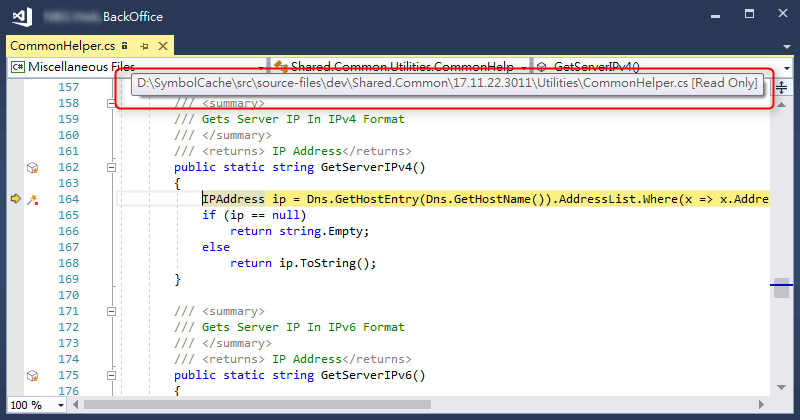 .BackOffice
CommonHelper.cs
C# Miscellaneous Files Shared.Common.Utilities.CommonHelp GetServerIPv4()
D:\SymbolCache\src\source-files\dev\Shared.Common\17.11.22.3011\Utilities\CommonHelper.cs [Read Only]
157
158 /// <summary>
159 /// Gets Server IP In IPv4 Format
160 /// </summary>
161 /// <returns> IP Address</returns>
162 public static string GetServerIPv4()
163 {
164 IPAddress ip = Dns.GetHostEntry(Dns.GetHostName()).AddressList.Where(x => x.Addre
165 if (ip == null)
166 return string.Empty;
167 else
168 return ip.ToString();
169 }
170
171 /// <summary>
172 /// Gets Server IP In IPv6 Format
173 /// </summary>
174 /// <returns> IP Address</returns>
175 public static string GetServerIPv6()
176 {
100 %